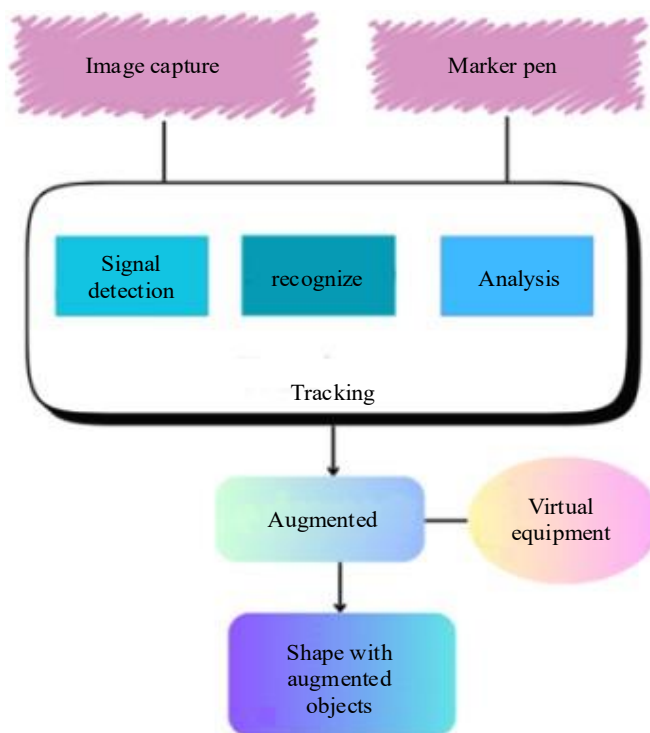 Image capture
Marker pen
Signal
detection
recognize
Analysis
Tracking
Augmented
Virtual
equipment
Shape with
augmented
objects